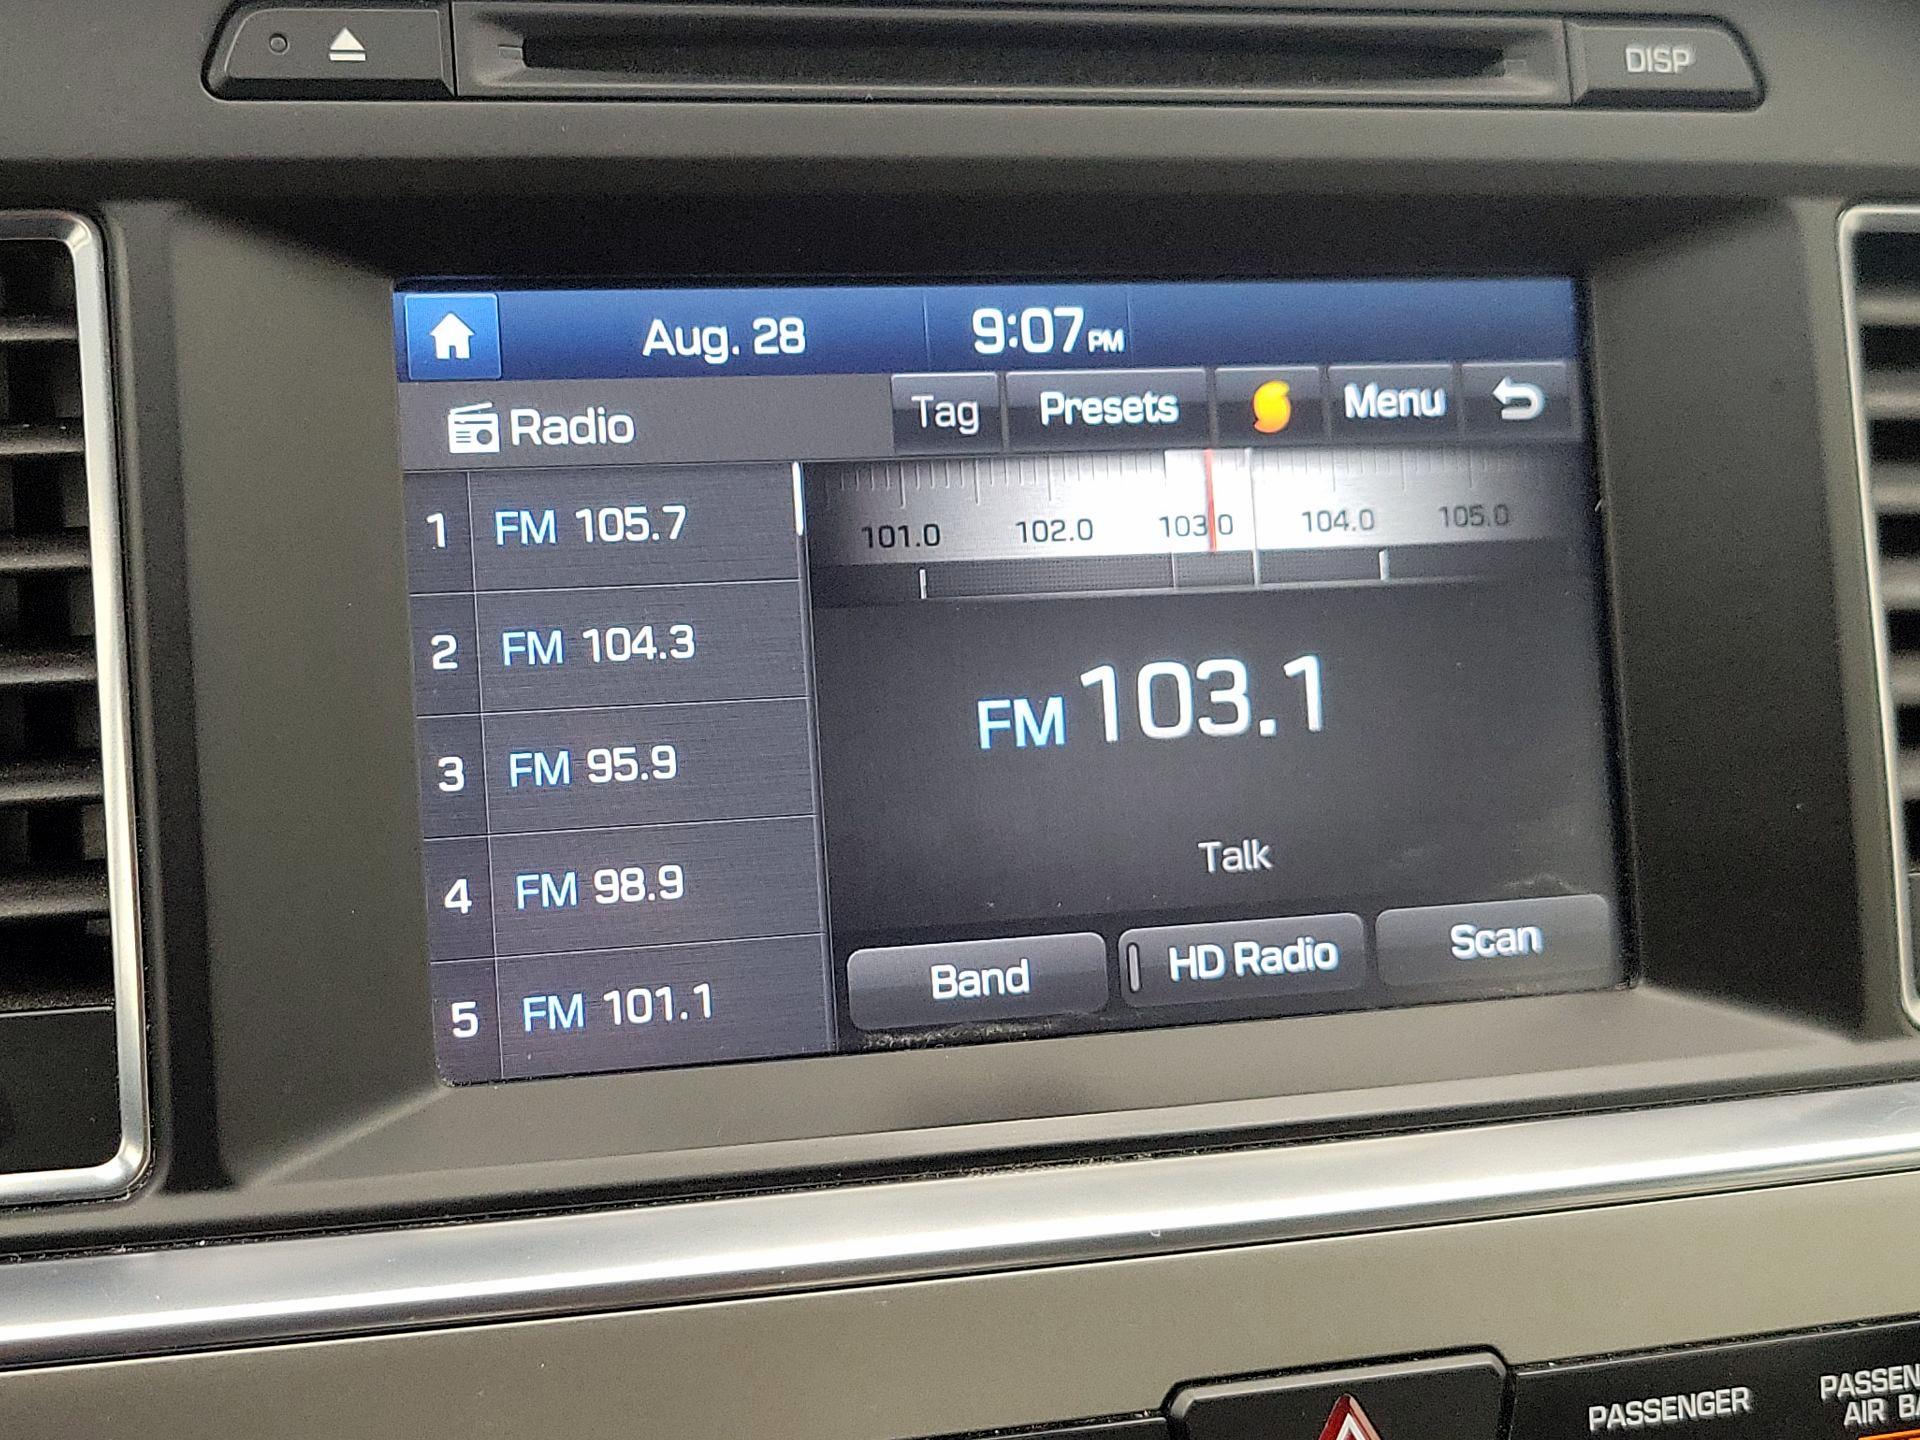 DISP
Aug. 28 9:07 PM
Radio Tag Presets Menu
101.0 102.0 103.0 104.0 105.0
1 FM 105.7
2 FM 104.3
3 FM 95.9
4 FM 98.9
5 FM 101.1
FM 103.1
Talk
Band HD Radio Scan
PASSENGER
AIR